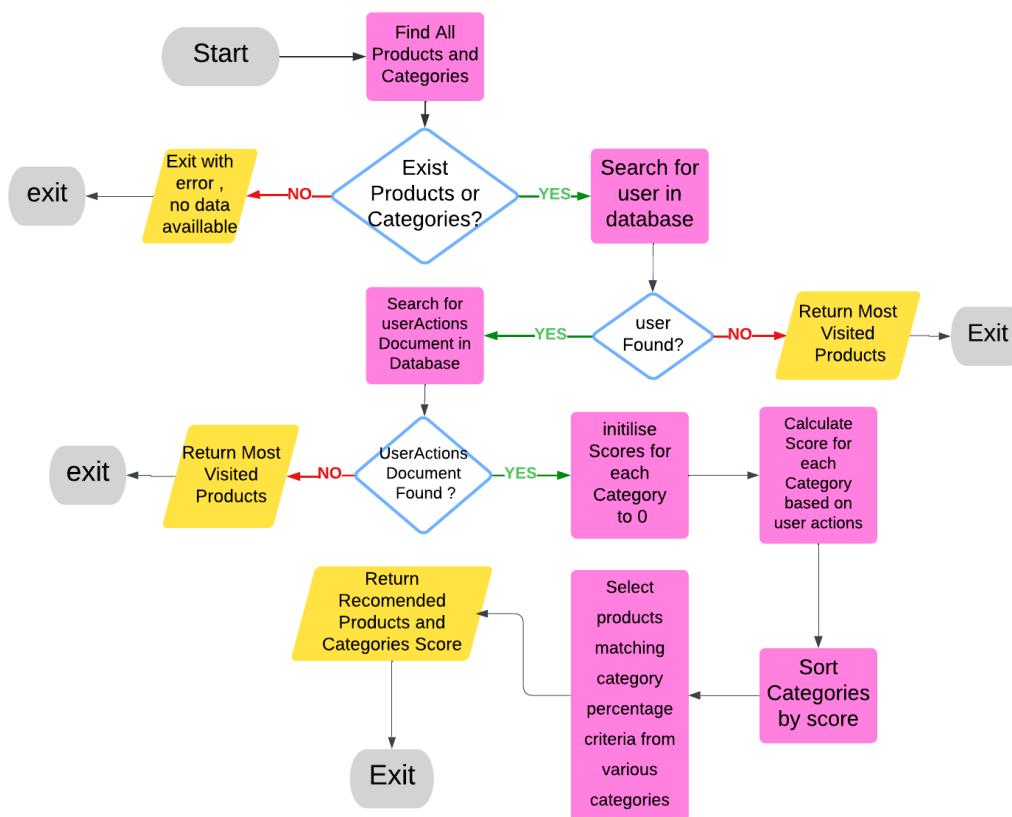 Start
Find All
Products and
Categories
Exist
Products or
Categories?
NO
Exit with
error ,
no data
availlable
exit
YES
Search for
user in
database
user
Found?
NO
Return Most
Visited
Products
Exit
YES
Search for
userActions
Document in
Database
UserActions
Document
Found ?
NO
Return Most
Visited
Products
exit
YES
initilise
Scores for
each
Category
to 0
Calculate
Score for
each
Category
based on
user actions
Sort
Categories
by score
Select
products
matching
category
percentage
criteria from
various
categories
Return
Recomended
Products and
Categories Score
Exit